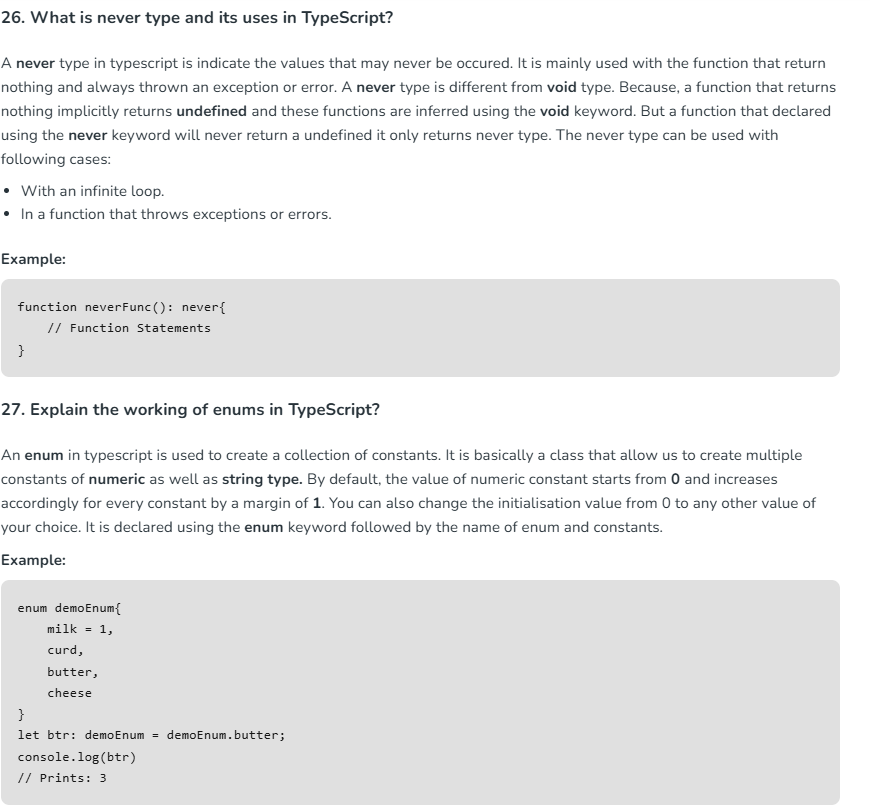 26. What is never type and its uses in TypeScript?
A never type in typescript is indicate the values that may never be occured. It is mainly used with the function that return
nothing and always thrown an exception or error. A never type is different from void type. Because, a function that returns
nothing implicitly returns undefined and these functions are inferred using the void keyword. But a function that declared
using the never keyword will never return a undefined it only returns never type. The never type can be used with
following cases:
• With an infinite loop.
• In a function that throws exceptions or errors.
Example:
function neverFunc(): never{
    // Function Statements
}
27. Explain the working of enums in TypeScript?
An enum in typescript is used to create a collection of constants. It is basically a class that allow us to create multiple
constants of numeric as well as string type. By default, the value of numeric constant starts from 0 and increases
accordingly for every constant by a margin of 1. You can also change the initialisation value from 0 to any other value of
your choice. It is declared using the enum keyword followed by the name of enum and constants.
Example:
enum demoEnum{
    milk = 1,
    curd,
    butter,
    cheese
}
let btr: demoEnum = demoEnum.butter;
console.log(btr)
// Prints: 3